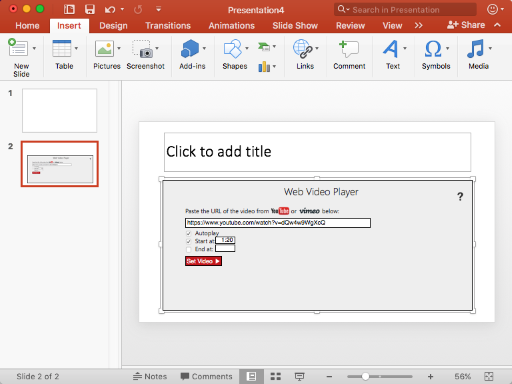 Presentation4
Search in Presentation
Home Insert Design Transitions Animations Slide Show Review View >> Share
New Slide
Table
Pictures
Screenshot
Add-ins
Shapes
Links
Comment
Text
Symbols
Media
1
2
Click to add title
Web Video Player
?
Paste the URL of the video from YouTube or vimeo below:
https://www.youtube.com/watch?v=dQw4w9WgXcQ
Autoplay
Start at: 1:20
End at:
Set Video
Slide 2 of 2 Notes Comments 56%